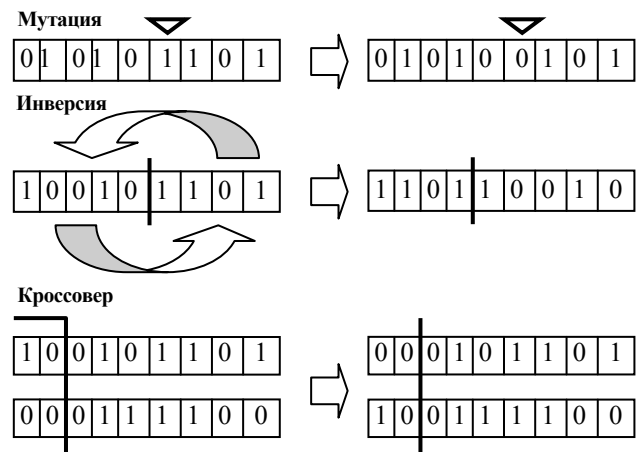 Мутация
0 1 0 1 0 1 1 0 1 0 1 0 1 0 0 1 0 1
Инверсия
1 0 0 1 0 1 1 0 1 1 1 0 1 1 0 0 1 0
Кроссовер
1 0 0 1 0 1 1 0 1 0 0 0 1 0 1 1 0 1
0 0 0 1 1 1 1 0 0 1 0 0 1 1 1 1 0 0